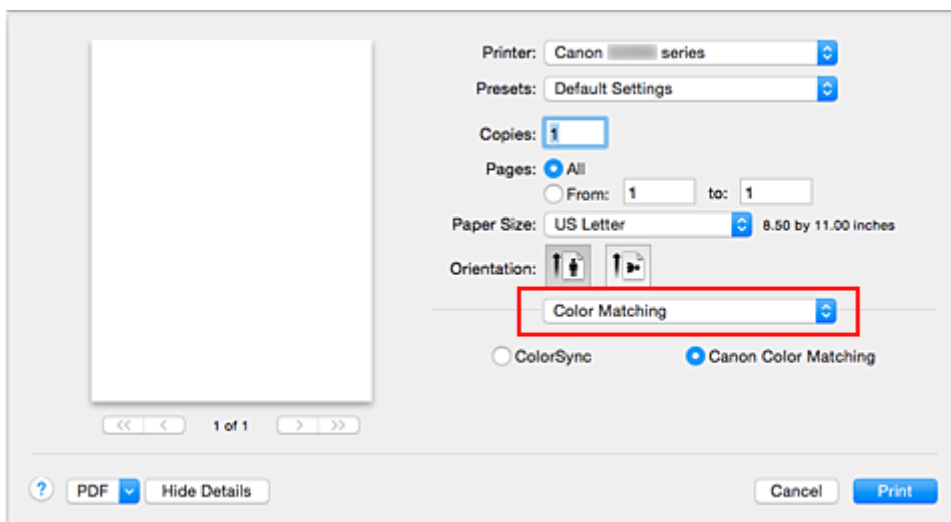 Printer: Canon series
Presets: Default Settings
Copies: 1
Pages: All
From: 1 to: 1
Paper Size: US Letter 8.50 by 11.00 inches
Orientation:
Color Matching
ColorSync Canon Color Matching
<< < 1 of 1 > >>
? PDF Hide Details Cancel Print